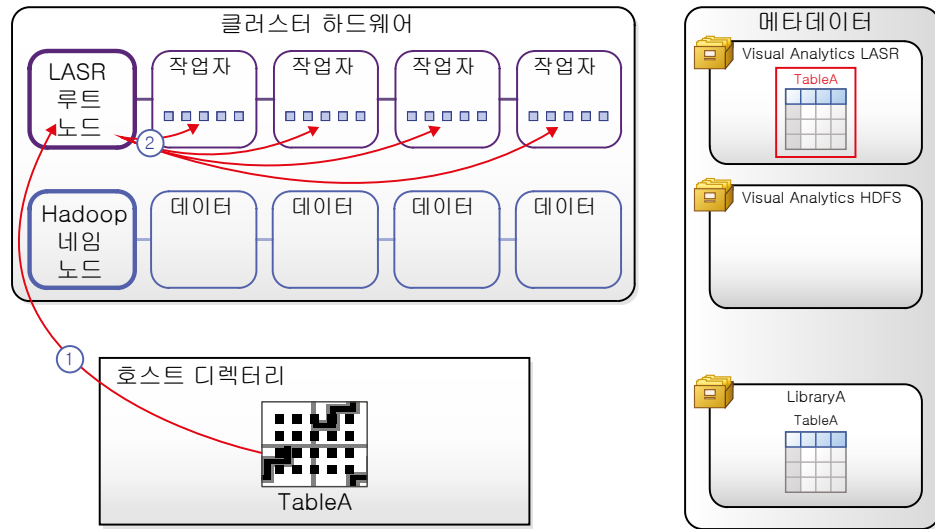 클러스터 하드웨어
LASR
루트
노드
작업자
작업자
작업자
작업자
2
Hadoop
네임
노드
데이터
데이터
데이터
데이터
1
호스트 디렉터리
TableA
메타데이터
Visual Analytics LASR
TableA
Visual Analytics HDFS
LibraryA
TableA